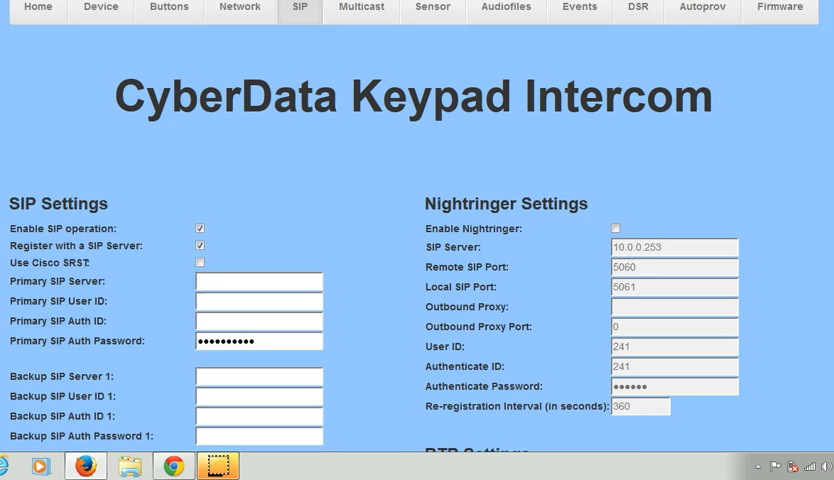 Home Device Buttons Network SIP Multicast Sensor Audiofiles Events DSR Autoprov Firmware
CyberData Keypad Intercom
SIP Settings
Enable SIP operation:
Register with a SIP Server:
Use Cisco SRST:
Primary SIP Server:
Primary SIP User ID:
Primary SIP Auth ID:
Primary SIP Auth Password: ••••••••••
Backup SIP Server 1:
Backup SIP User ID 1:
Backup SIP Auth ID 1:
Backup SIP Auth Password 1:
Nightringer Settings
Enable Nightringer:
SIP Server: 10.0.0.253
Remote SIP Port: 5060
Local SIP Port: 5061
Outbound Proxy:
Outbound Proxy Port: 0
User ID: 241
Authenticate ID: 241
Authenticate Password: ••••••
Re-registration Interval (in seconds): 360
RTP Settings